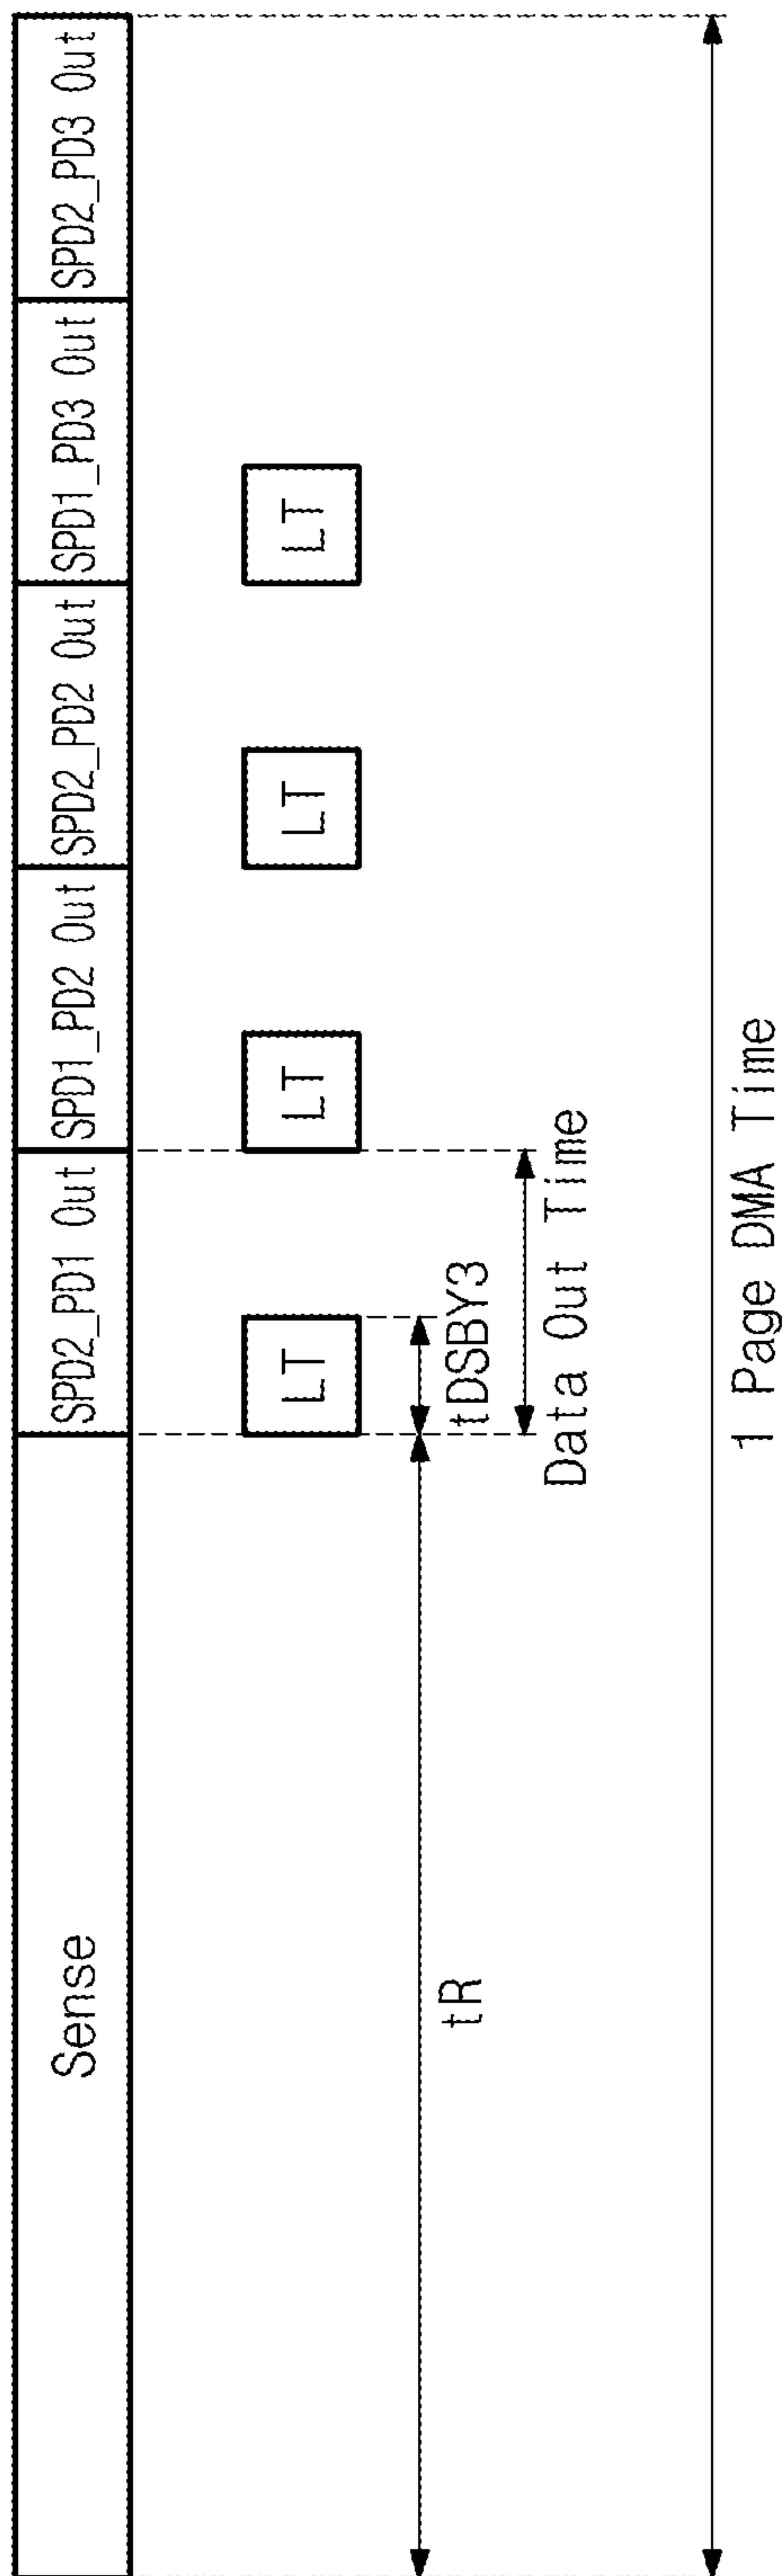 Sense
SPD2_PD1 Out
SPD1_PD2 Out
SPD2_PD2 Out
SPD1_PD3 Out
SPD2_PD3 Out
LT
LT
LT
LT
tR
tDSBY3
Data Out Time
1 Page DMA Time